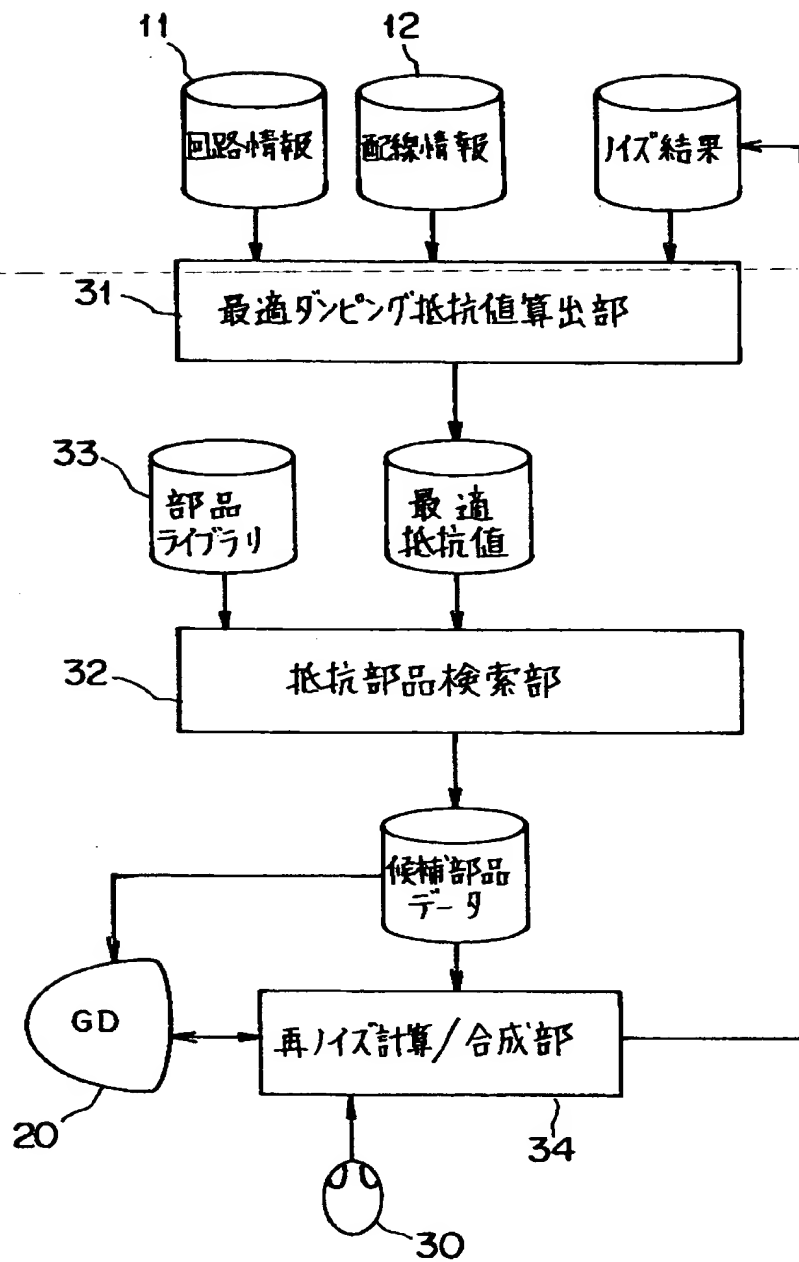 11
12
回路情報
配線情報
ノイズ結果
31
最適ダンピング抵抗値算出部
33
部品
ライブラリ
最適
抵抗値
32
抵抗部品検索部
候補部品
データ
GD
再ノイズ計算/合成部
20
34
30